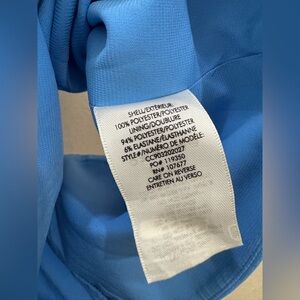 SHELL/EXTÉRIEUR:
100% POLYESTER/POLYESTER
LINING/DOUBLURE
94% POLYESTER/POLYESTER
6% ELASTANE/ÉLASTHANNE
STYLE#/NUMÉRO DE MODÈLE:
CC903202027
PO# 119350
RN# 107677
CARE ON REVERSE
ENTRETIEN AU VERSO